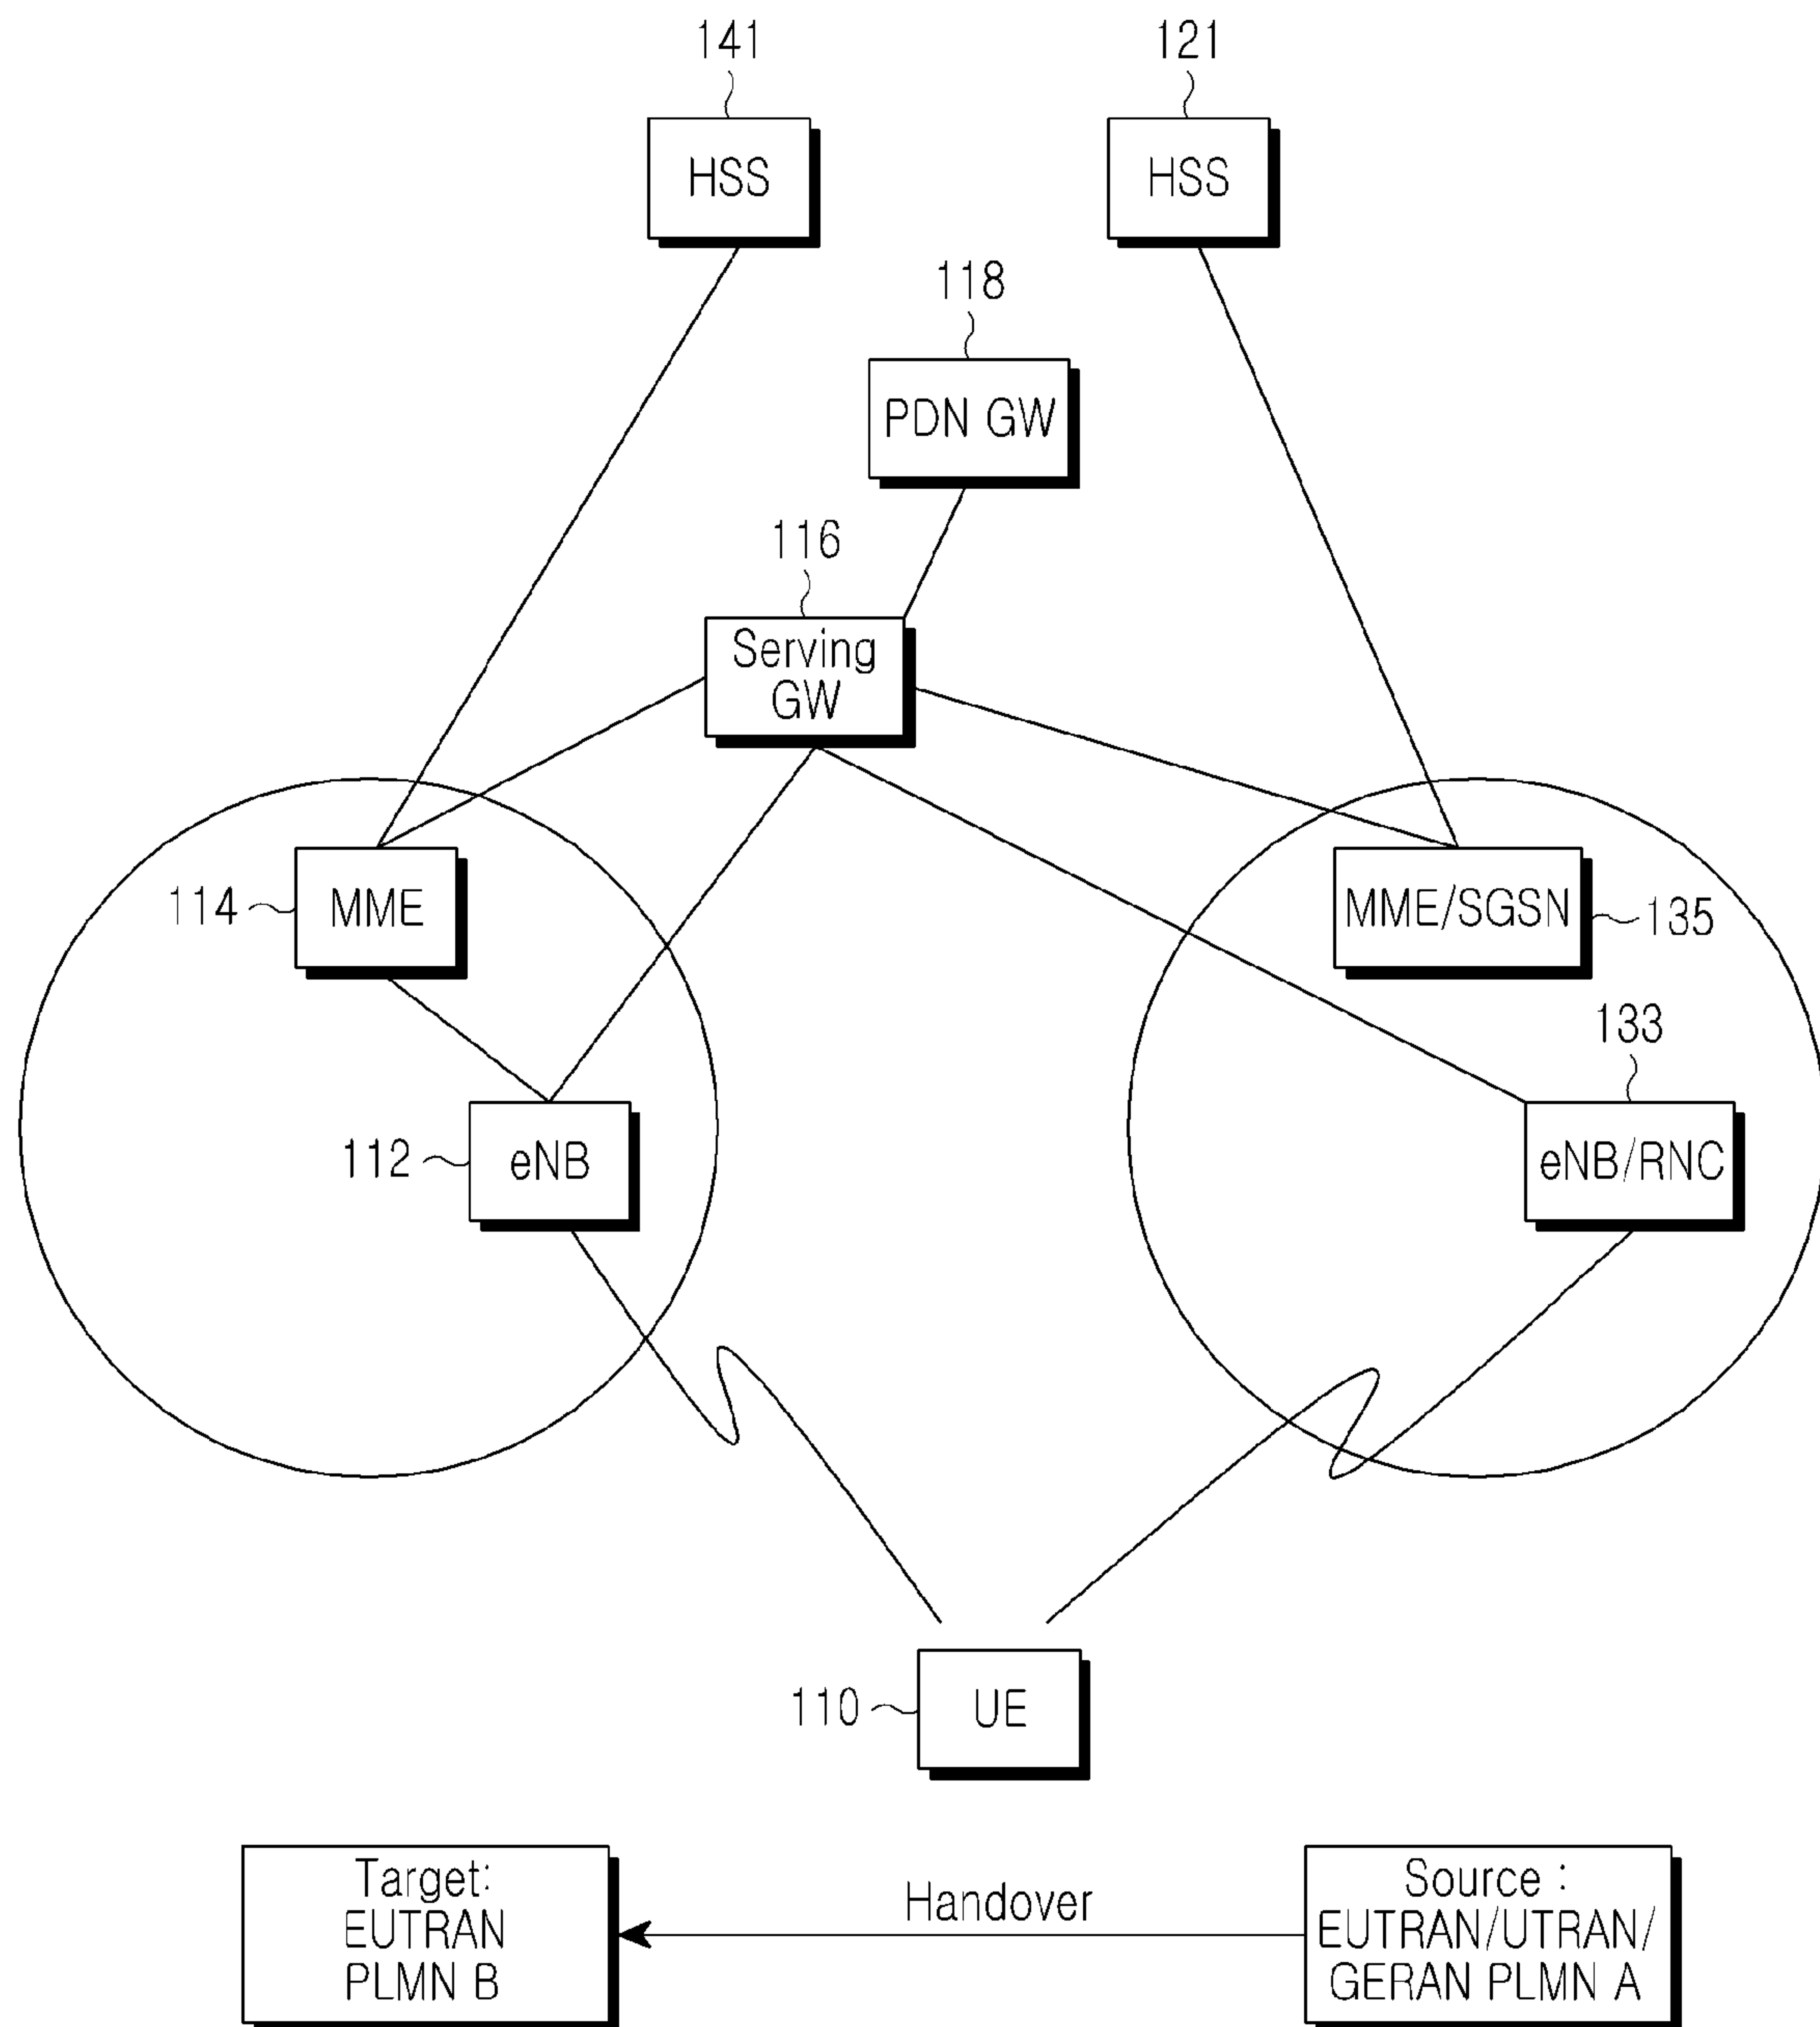 141
121
HSS
HSS
118
PDN GW
116
Serving
GW
114
MME
MME/SGSN
135
133
112
eNB
eNB/RNC
110
UE
Target:
EUTRAN
PLMN B
Handover
Source :
EUTRAN/UTRAN/
GERAN PLMN A